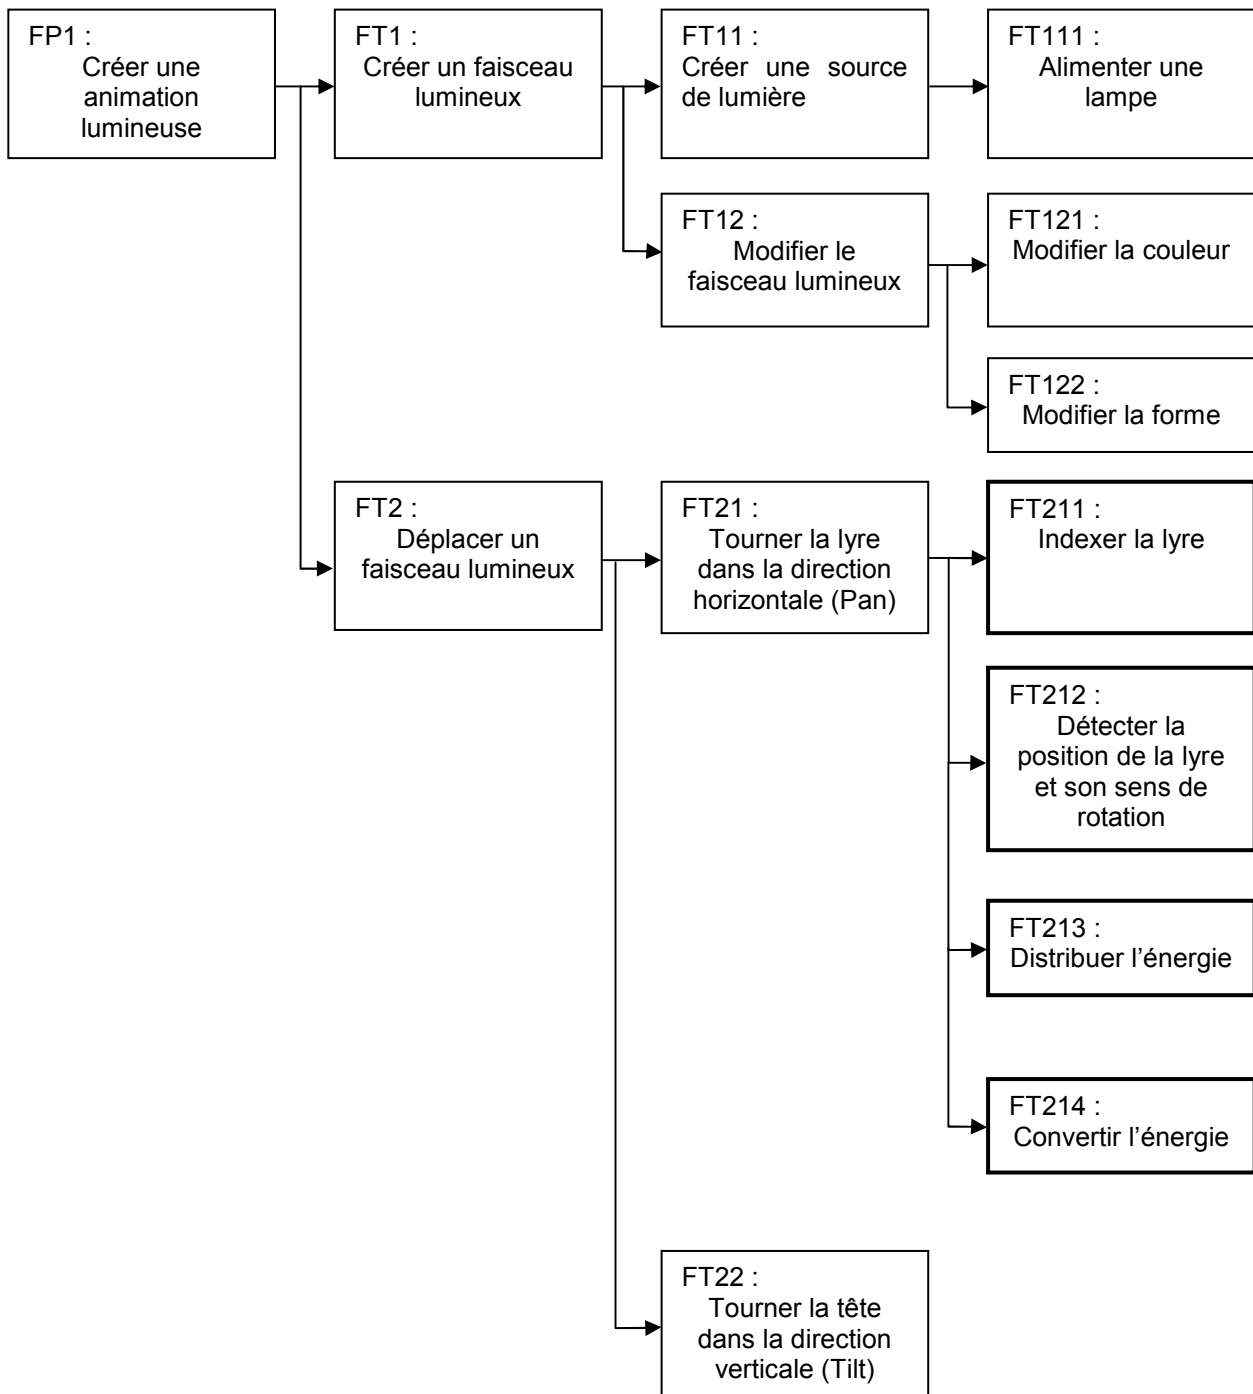 FP1 :
Créer une
animation
lumineuse
FT1 :
Créer un faisceau
lumineux
FT11 :
Créer une source
de lumière
FT111 :
Alimenter une
lampe
FT12 :
Modifier le
faisceau lumineux
FT121 :
Modifier la couleur
FT122 :
Modifier la forme
FT2 :
Déplacer un
faisceau lumineux
FT21 :
Tourner la lyre
dans la direction
horizontale (Pan)
FT211 :
Indexer la lyre
FT212 :
Détecter la
position de la lyre
et son sens de
rotation
FT213 :
Distribuer l’énergie
FT214 :
Convertir l’énergie
FT22 :
Tourner la tête
dans la direction
verticale (Tilt)